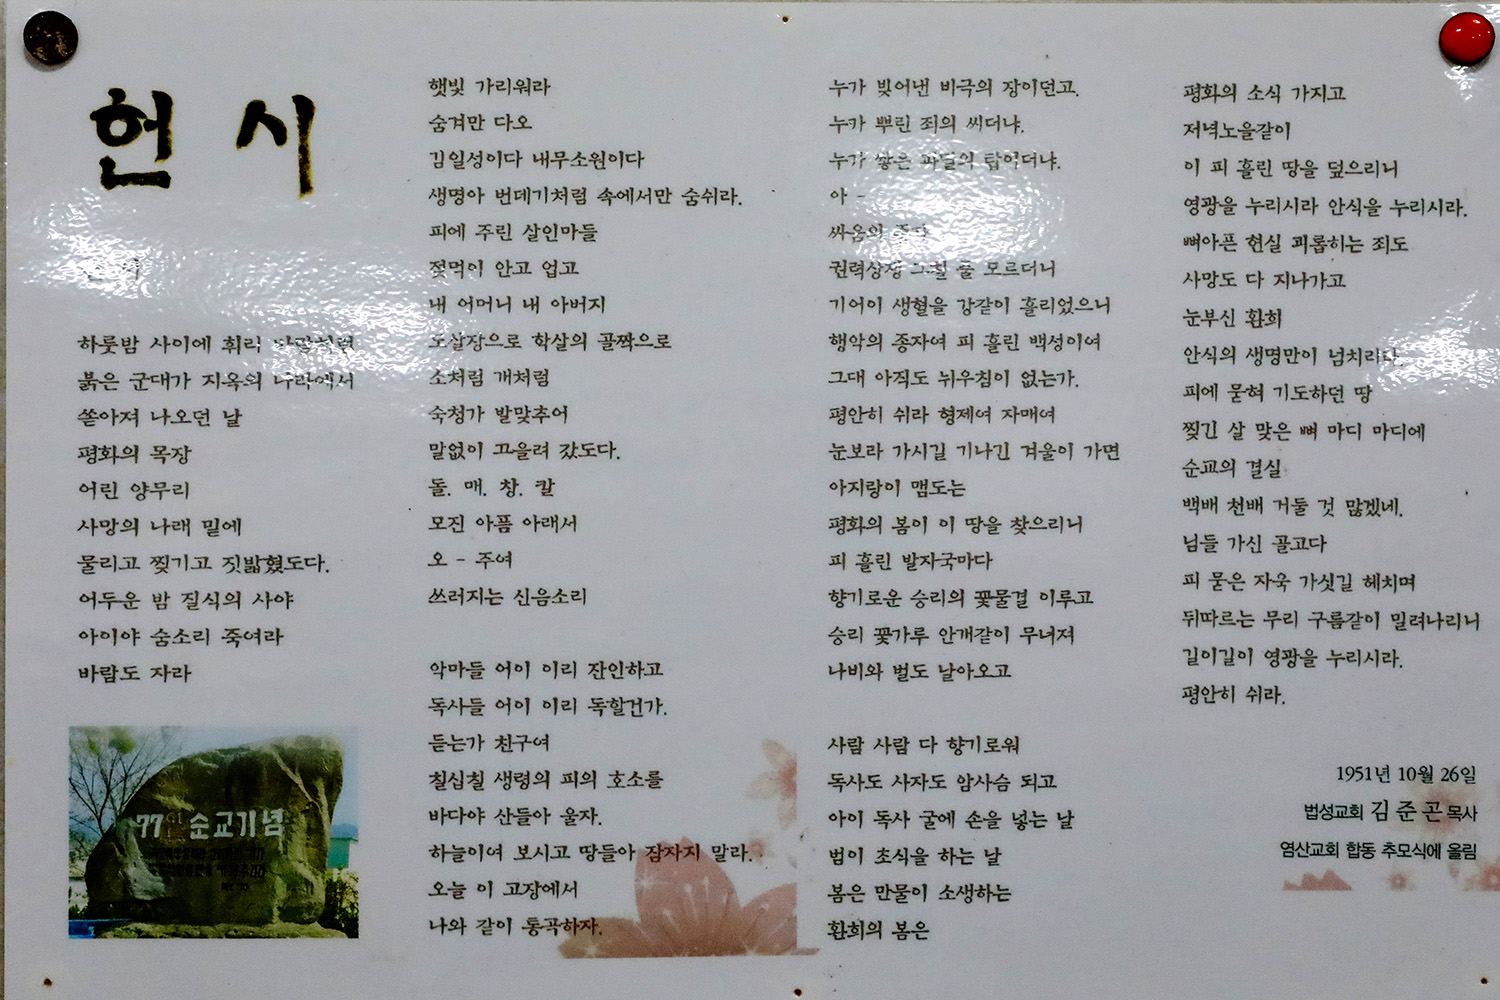 헌 시
하룻밤 사이에 휘리
붉은 군대가 지옥의 나라에서
쏟아져 나오던 날
평화의 목장
어린 양무리
사망의 나래 밑에
물리고 찢기고 짓밟혔도다.
어두운 밤 질식의 사야
아이야 숨소리 죽여라
바람도 자라
77인 순교기념
햇빛 가리워라
숨겨만 다오
김일성이다 내무소원이다
생명아 번데기처럼 속에서만 숨쉬라.
피에 주린 살인마들
젖먹이 안고 업고
내 어머니 내 아버지
도살장으로 학살의 골짝으로
소처럼 개처럼
숙청가 발맞추어
말없이 끄을려 갔도다.
돌. 매. 창. 칼
모진 아픔 아래서
오 - 주여
쓰러지는 신음소리
악마들 어이 이리 잔인하고
독사들 어이 이리 독할건가.
듣는가 친구여
칠십칠 생령의 피의 호소를
바다야 산들아 울자.
하늘이여 보시고 땅들아 잠자지 말라.
오늘 이 고장에서
나와 같이 통곡하자.
누가 빚어낸 비극의 장이던고.
누가 뿌린 죄의 씨더냐.
누가 쌓은 바벨의 탑이더냐.
아 -
싸움의
권력상쟁 그칠 줄 모르더니
기어이 생혈을 강같이 흘리었으니
행악의 종자여 피 흘린 백성이여
그대 아직도 뉘우침이 없는가.
평안히 쉬라 형제여 자매여
눈보라 가시길 기나긴 겨울이 가면
아지랑이 맴도는
평화의 봄이 이 땅을 찾으리니
피 흘린 발자국마다
향기로운 승리의 꽃물결 이루고
승리 꽃가루 안개같이 무너져
나비와 벌도 날아오고
사람 사람 다 향기로워
독사도 사자도 암사슴 되고
아이 독사 굴에 손을 넣는 날
범이 초식을 하는 날
봄은 만물이 소생하는
환희의 봄은
평화의 소식 가지고
저녁노을같이
이 피 흘린 땅을 덮으리니
영광을 누리시라 안식을 누리시라.
뼈아픈 현실 괴롭히는 죄도
사망도 다 지나가고
눈부신 환희
안식의 생명만이 넘치리라.
피에 묻혀 기도하던 땅
찢긴 살 맞은 뼈 마디 마디에
순교의 결실
백배 천배 거둘 것 많겠네.
님들 가신 골고다
피 묻은 자욱 가싯길 헤치며
뒤따르는 무리 구름같이 밀려나리니
길이길이 영광을 누리시라.
평안히 쉬라.
1951년 10월 26일
법성교회 김 준 곤 목사
염산교회 합동 추모식에 올림